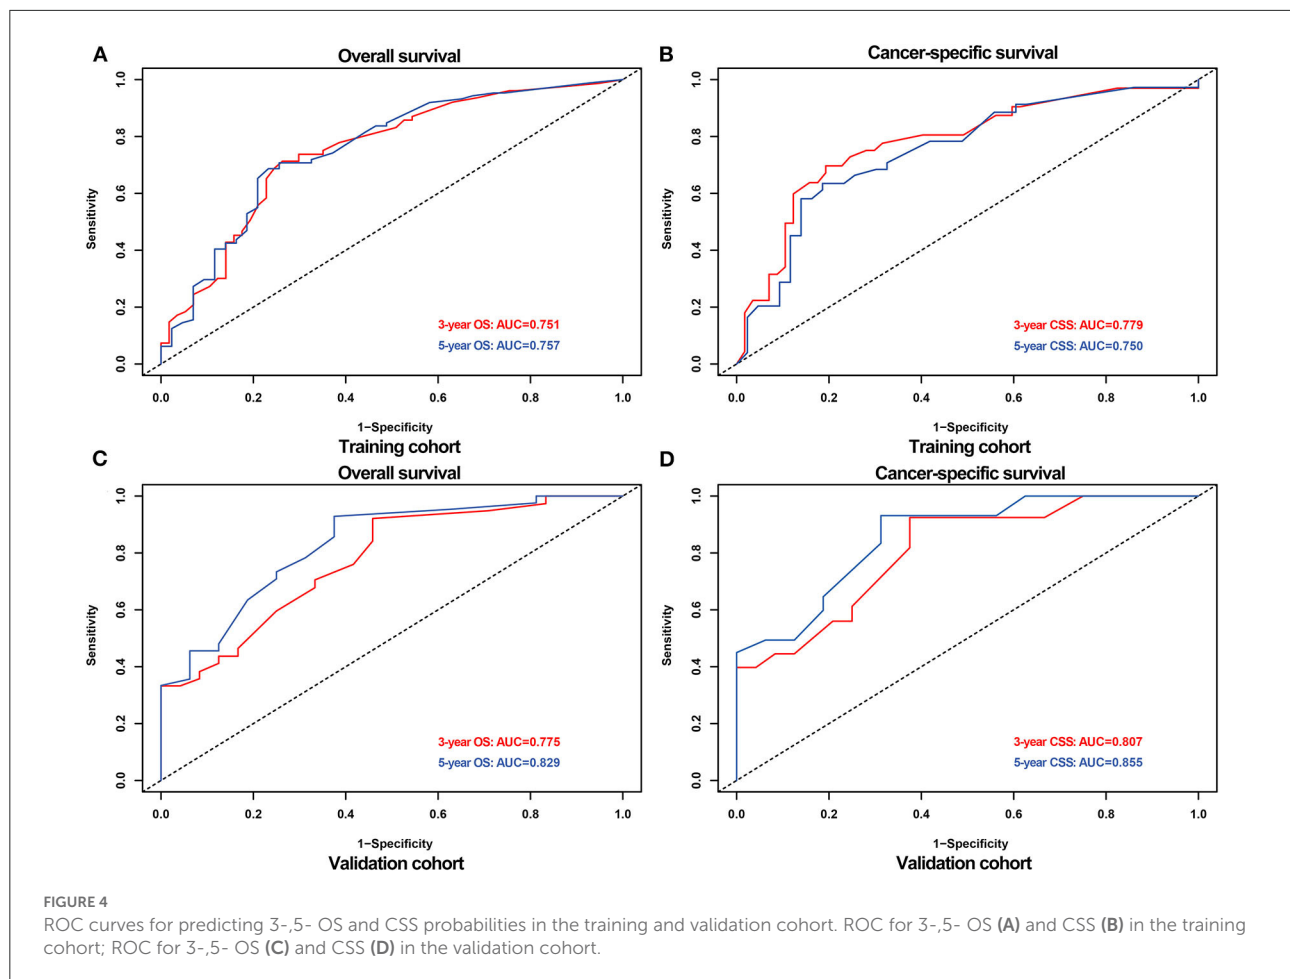 A
Overall survival
Sensitivity
0.0 0.2 0.4 0.6 0.8 1.0
3-year OS: AUC=0.751
5-year OS: AUC=0.757
0.0 0.2 0.4 0.6 0.8 1.0
1−Specificity
Training cohort
B
Cancer-specific survival
Sensitivity
0.0 0.2 0.4 0.6 0.8 1.0
3-year CSS: AUC=0.779
5-year CSS: AUC=0.750
0.0 0.2 0.4 0.6 0.8 1.0
1−Specificity
Training cohort
C
Overall survival
Sensitivity
0.0 0.2 0.4 0.6 0.8 1.0
3-year OS: AUC=0.775
5-year OS: AUC=0.829
0.0 0.2 0.4 0.6 0.8 1.0
1−Specificity
Validation cohort
D
Cancer-specific survival
Sensitivity
0.0 0.2 0.4 0.6 0.8 1.0
3-year CSS: AUC=0.807
5-year CSS: AUC=0.855
0.0 0.2 0.4 0.6 0.8 1.0
1−Specificity
Validation cohort
FIGURE 4
ROC curves for predicting 3-,5- OS and CSS probabilities in the training and validation cohort. ROC for 3-,5- OS (A) and CSS (B) in the training
cohort; ROC for 3-,5- OS (C) and CSS (D) in the validation cohort.